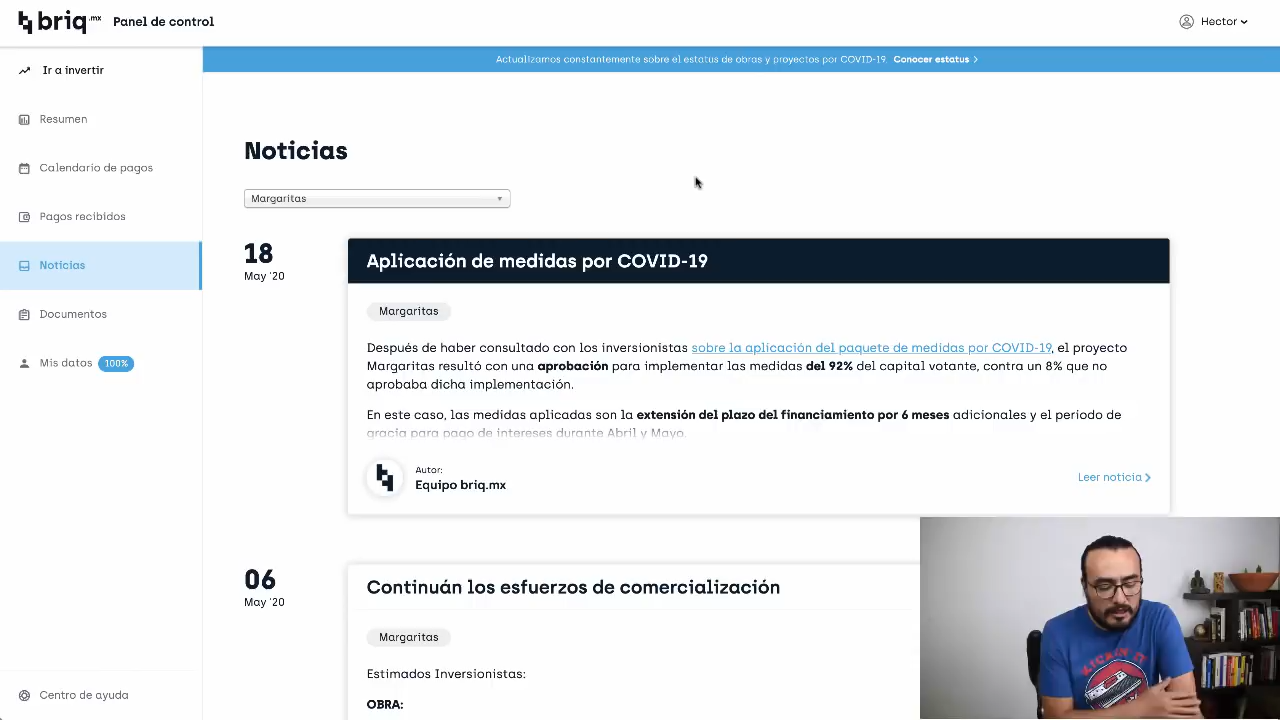 briq.mx Panel de control
Hector
Ir a invertir
Resumen
Calendario de pagos
Pagos recibidos
Noticias
Documentos
Mis datos 100%
Centro de ayuda
Actualizamos constantemente sobre el estatus de obras y proyectos por COVID-19. Conocer estatus
Noticias
Margaritas
18
May '20
Aplicación de medidas por COVID-19
Margaritas
Después de haber consultado con los inversionistas sobre la aplicación del paquete de medidas por COVID-19, el proyecto
Margaritas resultó con una aprobación para implementar las medidas del 92% del capital votante, contra un 8% que no
aprobaba dicha implementación.
En este caso, las medidas aplicadas son la extensión del plazo del financiamiento por 6 meses adicionales y el periodo de
gracia para pago de intereses durante Abril y Mayo.
Autor:
Equipo briq.mx
Leer noticia
06
May '20
Continuán los esfuerzos de comercialización
Margaritas
Estimados Inversionistas:
OBRA:
KICKIN IT